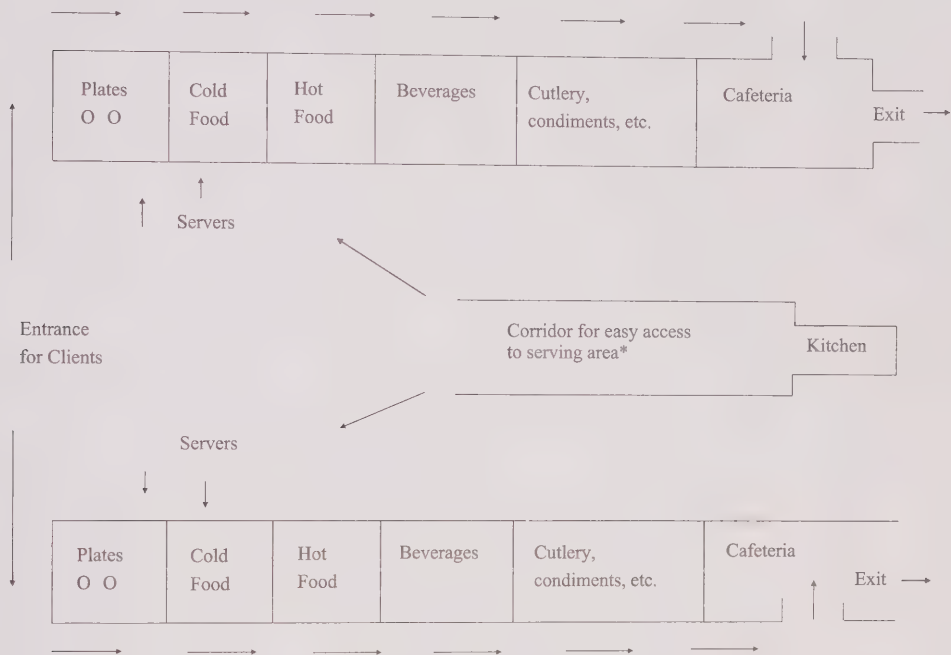 Plates
O O
Cold
Food
Hot
Food
Beverages
Cutlery,
condiments, etc.
Cafeteria
Exit
Servers
Entrance
for Clients
Corridor for easy access
to serving area*
Kitchen
Servers
Plates
O O
Cold
Food
Hot
Food
Beverages
Cutlery,
condiments, etc.
Cafeteria
Exit